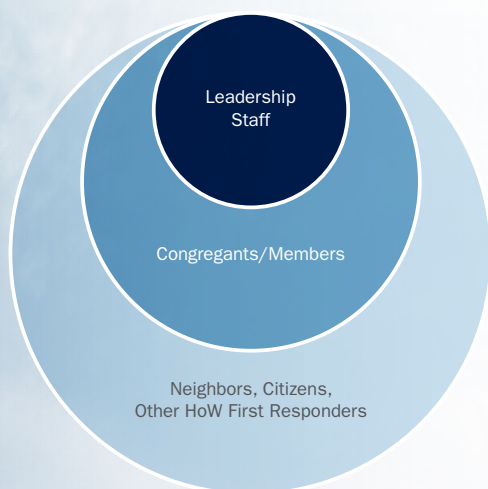 Leadership
Staff
Congregants/Members
Neighbors, Citizens,
Other HoW First Responders